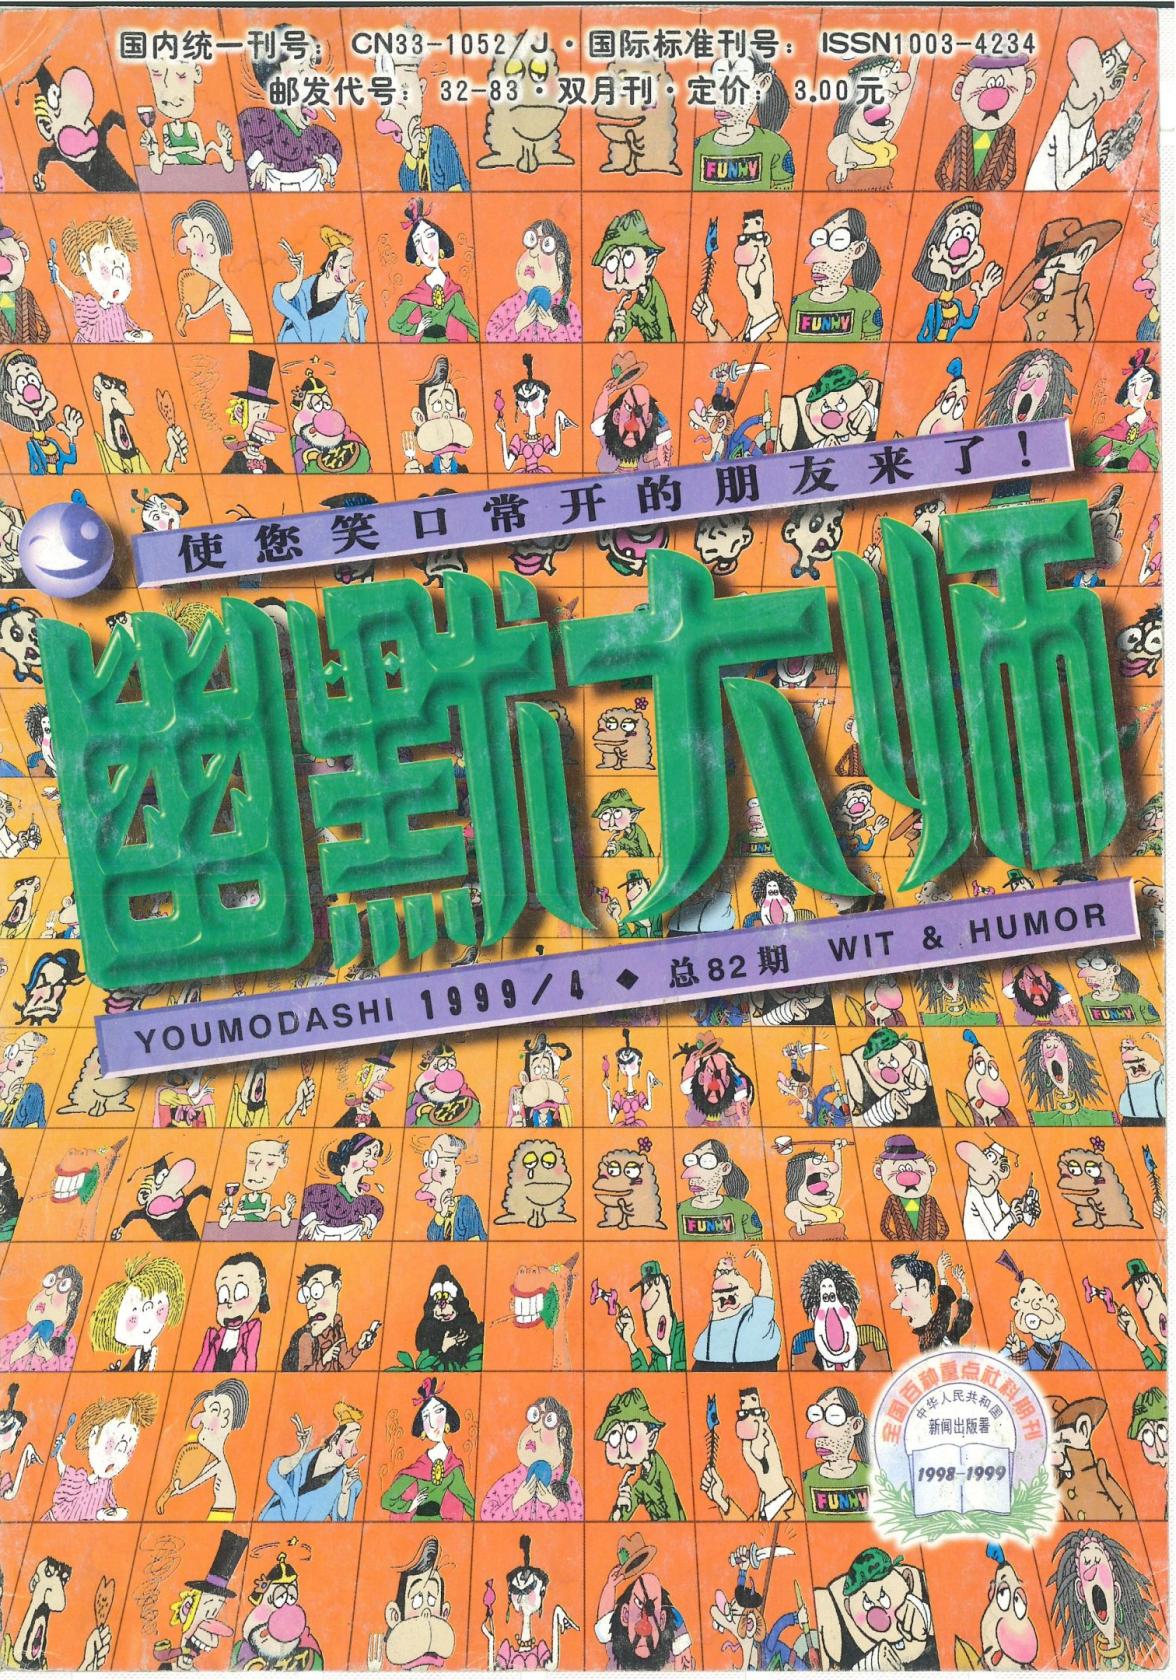 国内统一刊号：CN33-1052/J·国际标准刊号：ISSN1003-4234
邮发代号：32-83·双月刊·定价：3.00元
FUNNY
FUNNY
使您笑口常开的朋友来了！
幽默大师
YOUMODASHI 1999/4 ◆ 总82期 WIT & HUMOR
FUNNY
FUNNY
全国百种重点社科期刊
中华人民共和国
新闻出版署
1998-1999
FUNNY